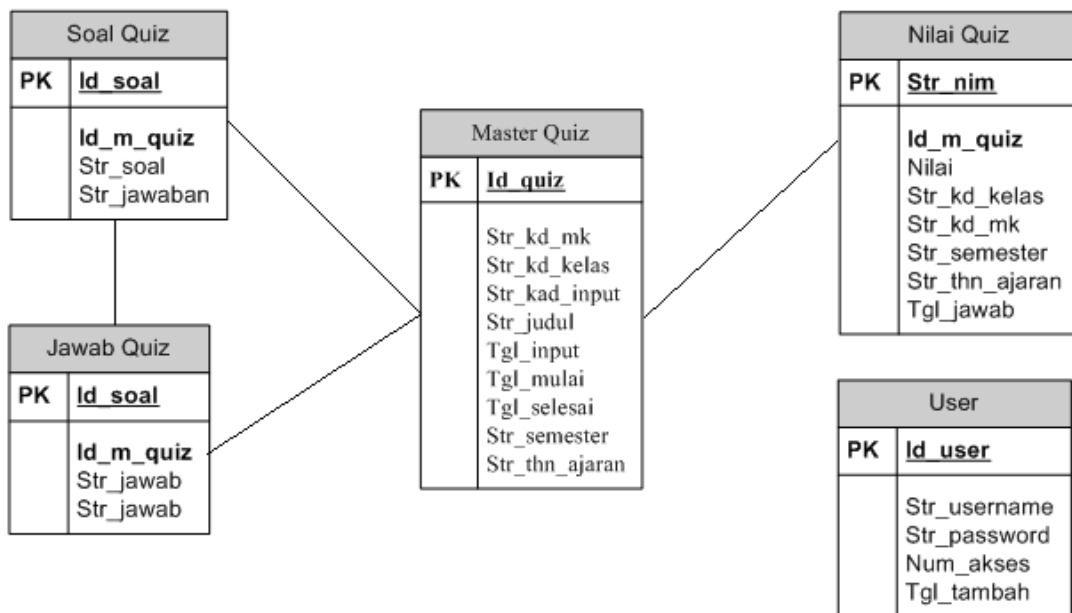 Soal Quiz
PK Id_soal
Id_m_quiz
Str_soal
Str_jawaban
Jawab Quiz
PK Id_soal
Id_m_quiz
Str_jawab
Str_jawab
Master Quiz
PK Id_quiz
Str_kd_mk
Str_kd_kelas
Str_kad_input
Str_judul
Tgl_input
Tgl_mulai
Tgl_selesai
Str_semester
Str_thn_ajaran
Nilai Quiz
PK Str_nim
Id_m_quiz
Nilai
Str_kd_kelas
Str_kd_mk
Str_semester
Str_thn_ajaran
Tgl_jawab
User
PK Id_user
Str_username
Str_password
Num_akses
Tgl_tambah